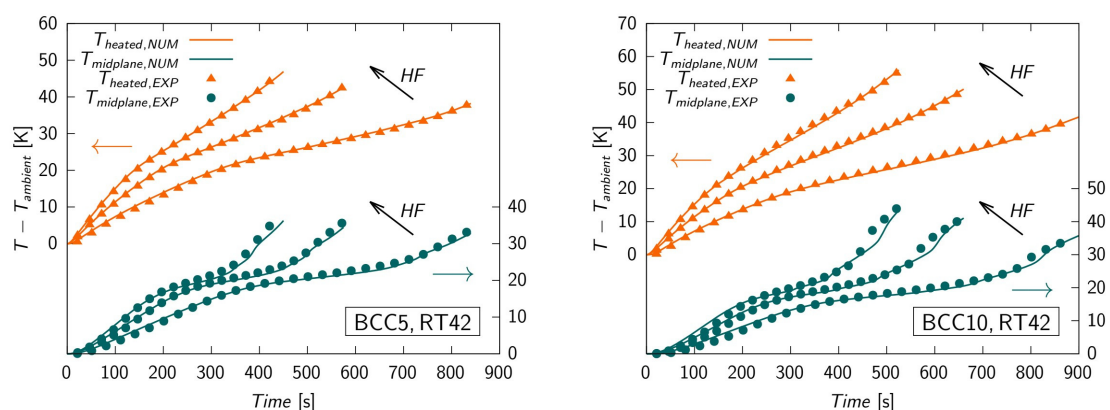 60
50
40
30
20
10
0
T − T_ambient [K]
T_heated,NUM
T_midplane,NUM
T_heated,EXP
T_midplane,EXP
HF
HF
40
30
20
10
0
BCC5, RT42
0 100 200 300 400 500 600 700 800 900
Time [s]
70
60
50
40
30
20
10
0
T − T_ambient [K]
T_heated,NUM
T_midplane,NUM
T_heated,EXP
T_midplane,EXP
HF
HF
50
40
30
20
10
0
BCC10, RT42
0 100 200 300 400 500 600 700 800 900
Time [s]